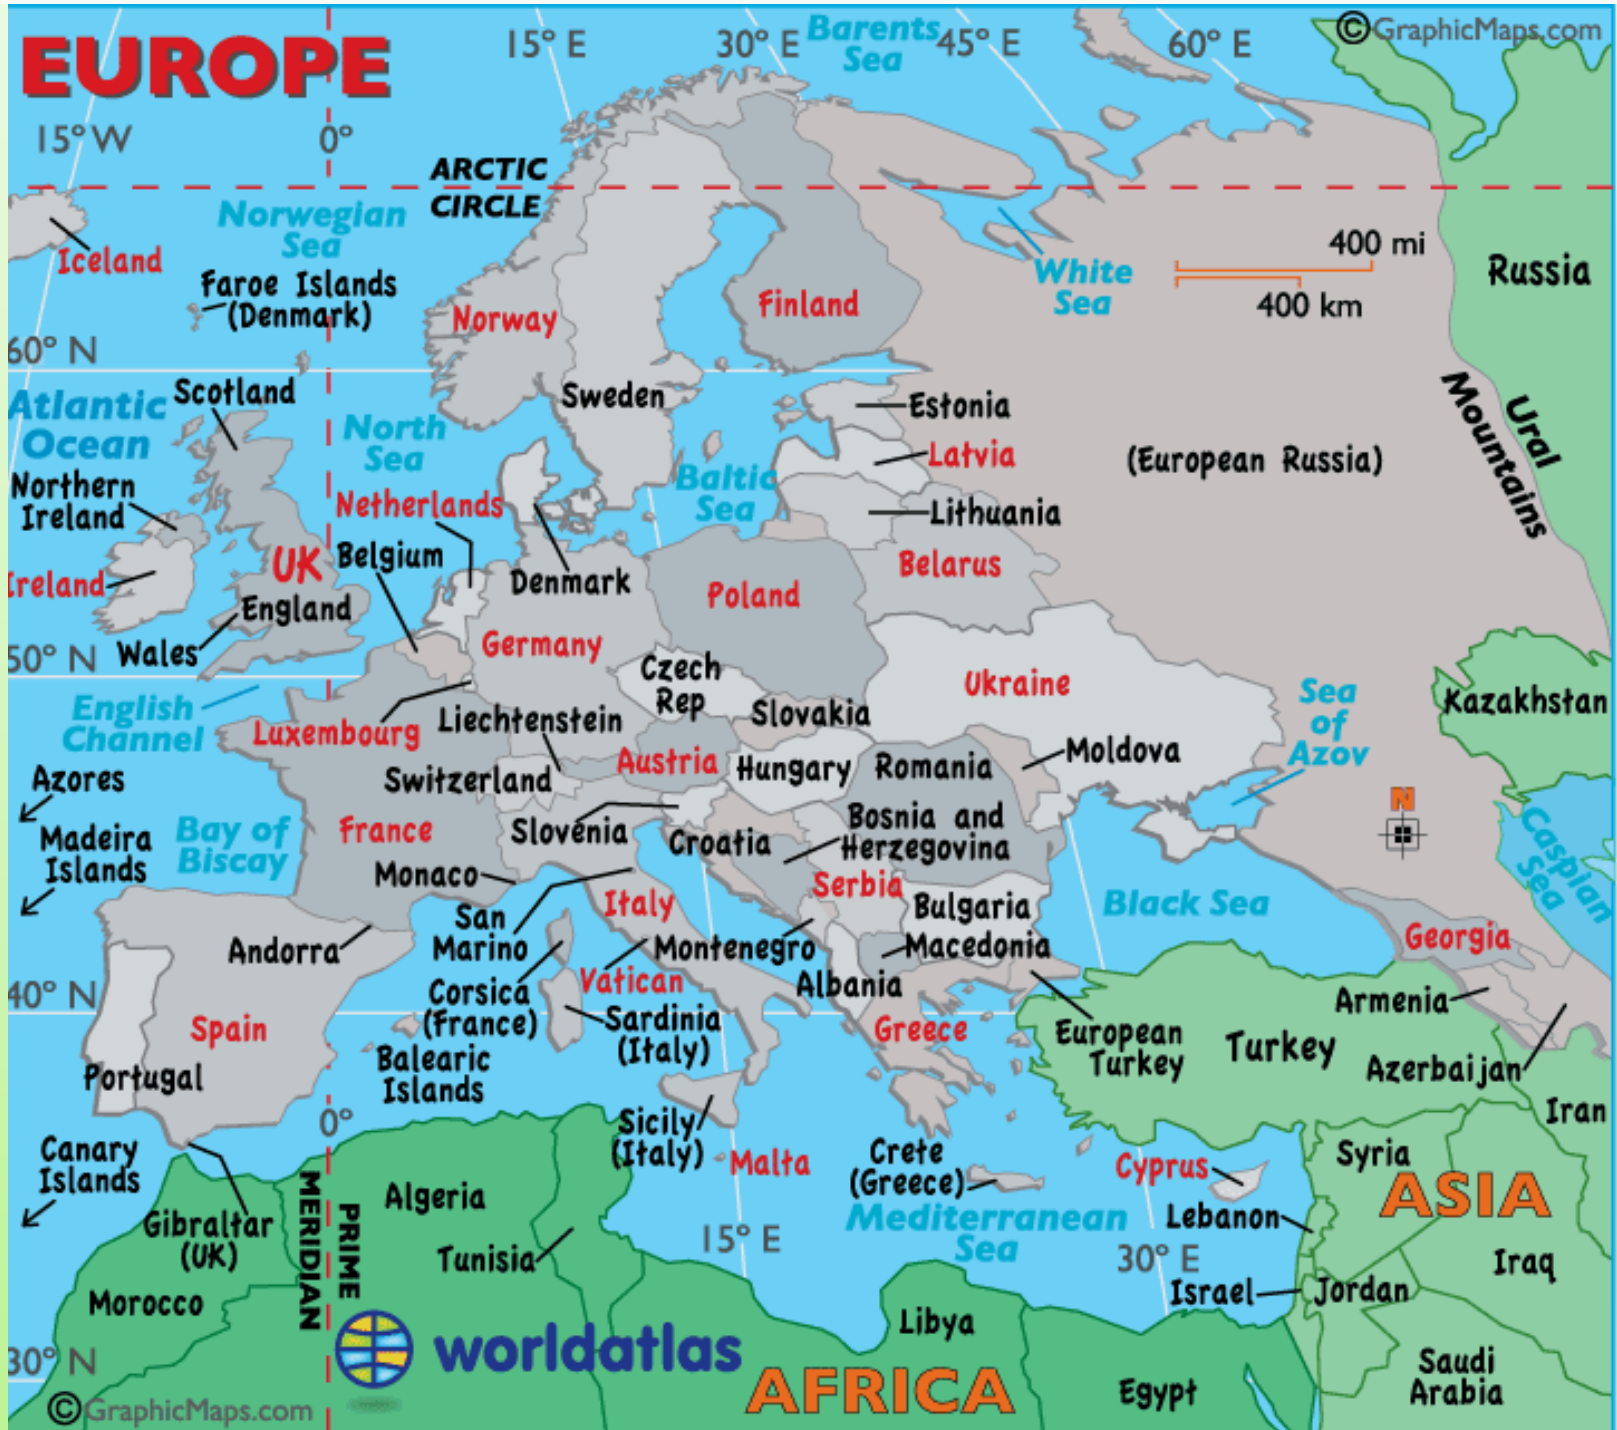 EUROPE
15° W
0°
15° E
30° E
Barents
Sea
45° E
60° E
©GraphicMaps.com
ARCTIC
CIRCLE
Norwegian
Sea
Iceland
Faroe Islands
(Denmark)
Norway
Finland
White
Sea
400 mi
400 km
Russia
60° N
Scotland
Atlantic
Ocean
North
Sea
Sweden
Estonia
Latvia
Baltic
Sea
(European Russia)
Ural
Mountains
Northern
Ireland
Netherlands
Lithuania
Ireland
UK
Belgium
England
Denmark
Poland
Belarus
Wales
50° N
Germany
Czech
Rep
Ukraine
English
Channel
Luxembourg
Liechtenstein
Slovakia
Sea
of
Azov
Kazakhstan
Azores
Switzerland
Austria
Hungary
Romania
Moldova
Madeira
Islands
Bay of
Biscay
France
Slovenia
Croatia
Bosnia and
Herzegovina
N
Caspian
Sea
Monaco
Italy
Serbia
Bulgaria
Black Sea
San
Marino
Andorra
Montenegro
Macedonia
Georgia
Vatican
Albania
40° N
Corsica
(France)
Sardinia
(Italy)
Greece
European
Turkey
Turkey
Armenia
Azerbaijan
Spain
Balearic
Islands
Portugal
Iran
0°
Sicily
(Italy)
Malta
Crete
(Greece)
Cyprus
Syria
ASIA
Canary
Islands
Gibraltar
(UK)
PRIME
MERIDIAN
Algeria
Tunisia
15° E
Mediterranean
Sea
30° E
Lebanon
Iraq
Morocco
Israel
Jordan
Libya
30° N
worldatlas
AFRICA
Egypt
Saudi
Arabia
©GraphicMaps.com